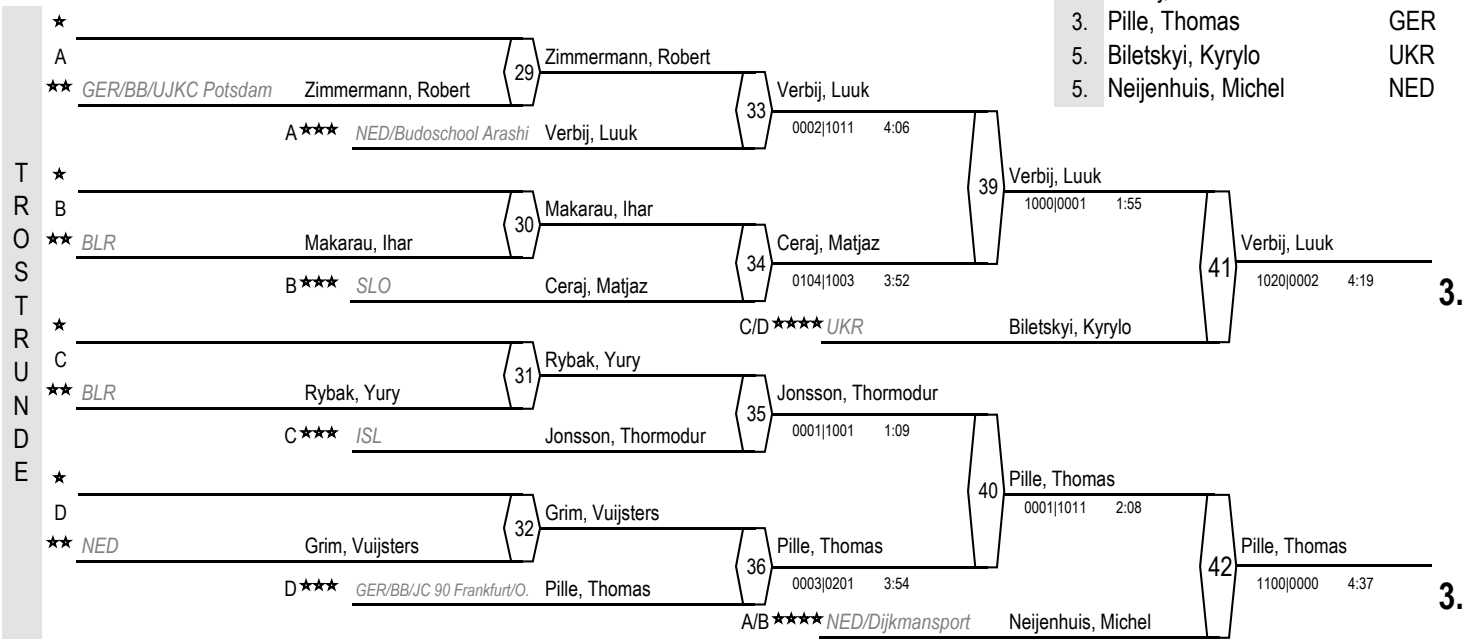 3. Pille, Thomas GER
5. Biletskyi, Kyrylo UKR
5. Neijenhuis, Michel NED
TROSTRUNDE
★
A
★★ GER/BB/UJKC Potsdam Zimmermann, Robert
29
Zimmermann, Robert
A★★★ NED/Budoschool Arashi Verbij, Luuk
33
Verbij, Luuk
0002|1011 4:06
★
B
★★ BLR Makarau, Ihar
30
Makarau, Ihar
B★★★ SLO Ceraj, Matjaz
34
Ceraj, Matjaz
0104|1003 3:52
39
Verbij, Luuk
1000|0001 1:55
C/D★★★★ UKR Biletskyi, Kyrylo
41
Verbij, Luuk
1020|0002 4:19
3.
★
C
★★ BLR Rybak, Yury
31
Rybak, Yury
C★★★ ISL Jonsson, Thormodur
35
Jonsson, Thormodur
0001|1001 1:09
★
D
★★ NED Grim, Vuijsters
32
Grim, Vuijsters
D★★★ GER/BB/JC 90 Frankfurt/O. Pille, Thomas
36
Pille, Thomas
0003|0201 3:54
40
Pille, Thomas
0001|1011 2:08
A/B★★★★ NED/Dijkmansport Neijenhuis, Michel
42
Pille, Thomas
1100|0000 4:37
3.